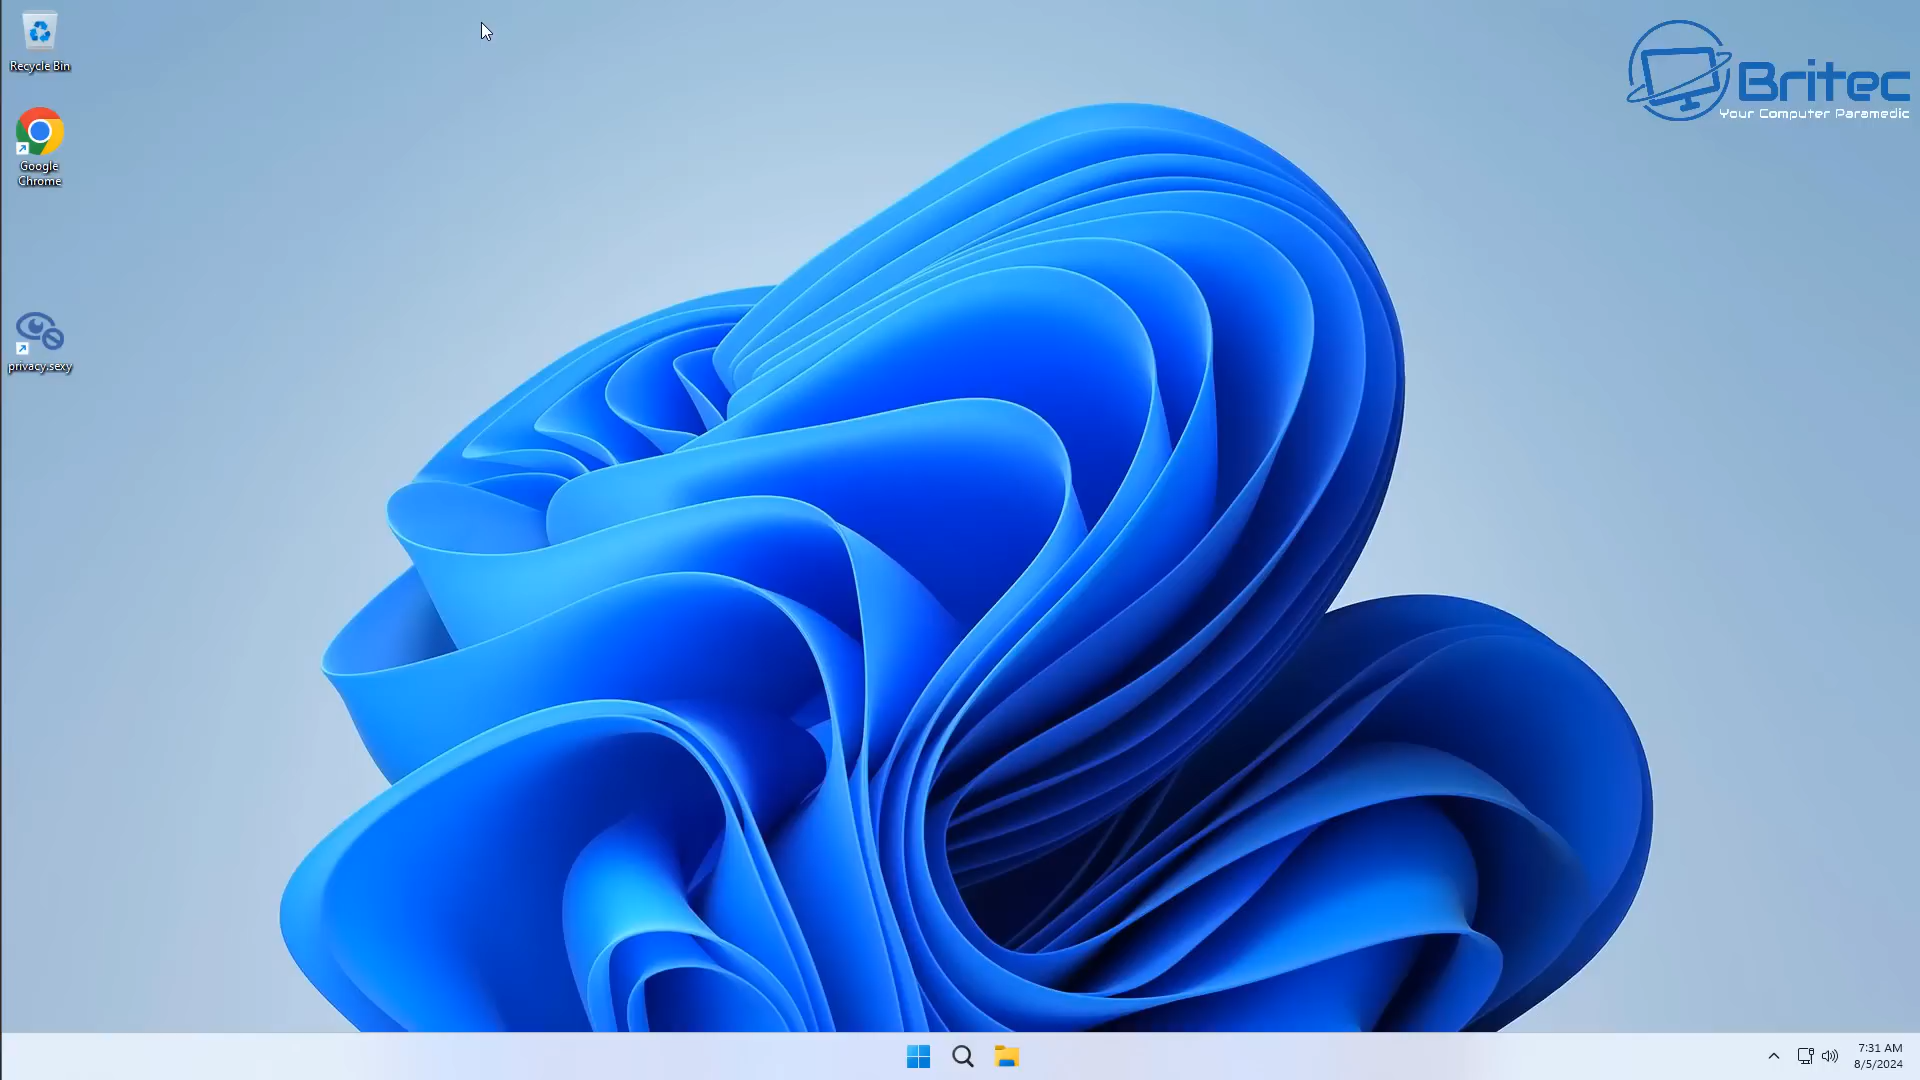 Recycle Bin
Britec
Your Computer Paramedic
Google
Chrome
privacy.sexy
7:31 AM
8/5/2024